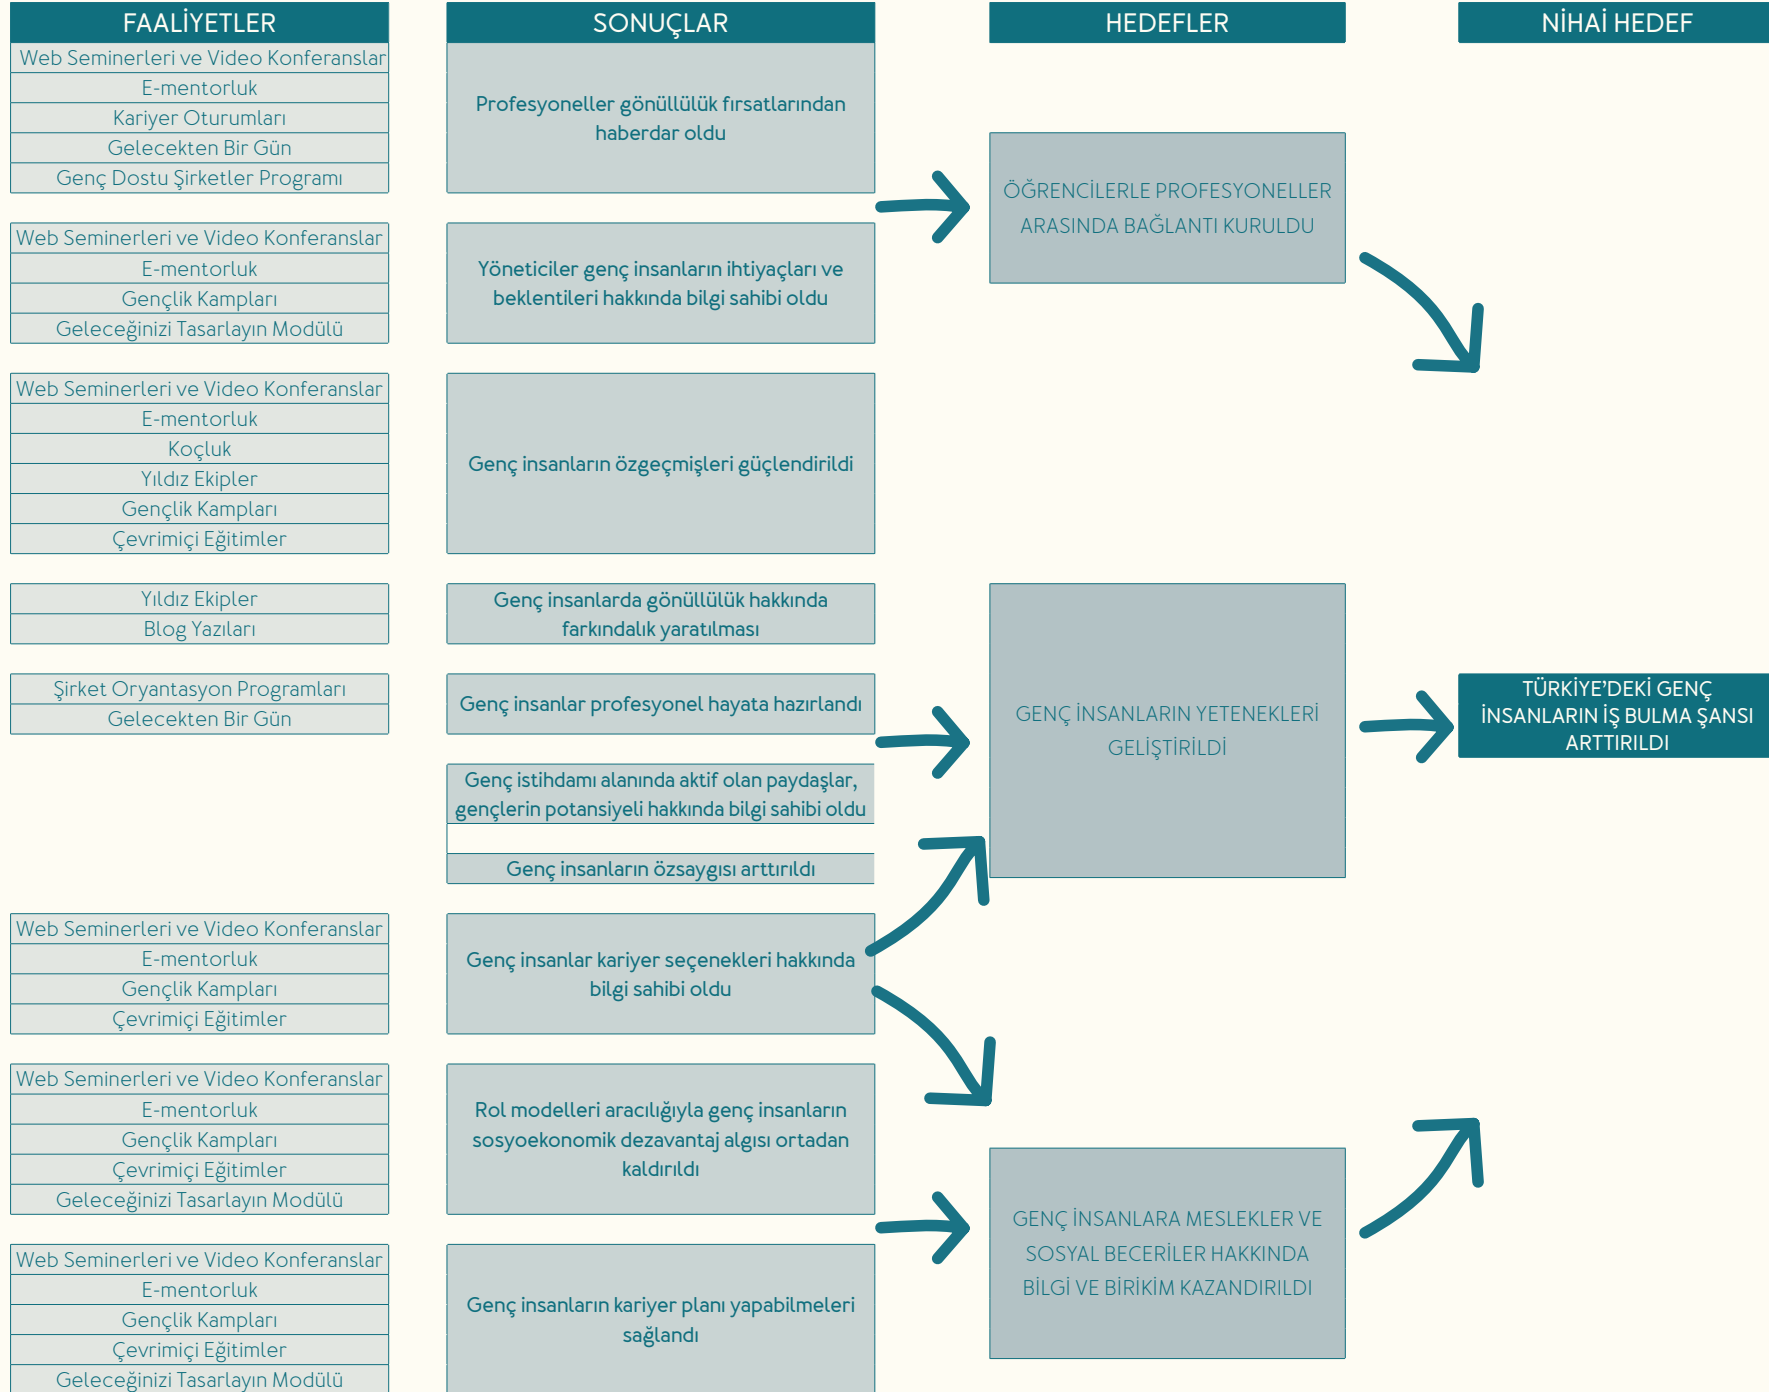 FAALİYETLER
Web Seminerleri ve Video Konferanslar
E-mentorluk
Kariyer Oturumları
Gelecekten Bir Gün
Genç Dostu Şirketler Programı
Web Seminerleri ve Video Konferanslar
E-mentorluk
Gençlik Kampları
Geleceğinizi Tasarlayın Modülü
Web Seminerleri ve Video Konferanslar
E-mentorluk
Koçluk
Yıldız Ekipler
Gençlik Kampları
Çevrimiçi Eğitimler
Yıldız Ekipler
Blog Yazıları
Şirket Oryantasyon Programları
Gelecekten Bir Gün
Web Seminerleri ve Video Konferanslar
E-mentorluk
Gençlik Kampları
Çevrimiçi Eğitimler
Web Seminerleri ve Video Konferanslar
E-mentorluk
Gençlik Kampları
Çevrimiçi Eğitimler
Geleceğinizi Tasarlayın Modülü
Web Seminerleri ve Video Konferanslar
E-mentorluk
Gençlik Kampları
Çevrimiçi Eğitimler
Geleceğinizi Tasarlayın Modülü
SONUÇLAR
Profesyoneller gönüllülük fırsatlarından
haberdar oldu
Yöneticiler genç insanların ihtiyaçları ve
beklentileri hakkında bilgi sahibi oldu
Genç insanların özgeçmişleri güçlendirildi
Genç insanlarda gönüllülük hakkında
farkındalık yaratılması
Genç insanlar profesyonel hayata hazırlandı
Genç istihdamı alanında aktif olan paydaşlar,
gençlerin potansiyeli hakkında bilgi sahibi oldu
Genç insanların özsaygısı arttırıldı
Genç insanlar kariyer seçenekleri hakkında
bilgi sahibi oldu
Rol modelleri aracılığıyla genç insanların
sosyoekonomik dezavantaj algısı ortadan
kaldırıldı
Genç insanların kariyer planı yapabilmeleri
sağlandı
HEDEFLER
ÖĞRENCİLERLE PROFESYONELLER
ARASINDA BAĞLANTI KURULDU
GENÇ İNSANLARIN YETENEKLERİ
GELİŞTİRİLDİ
GENÇ İNSANLARA MESLEKLER VE
SOSYAL BECERİLER HAKKINDA
BİLGİ VE BİRİKİM KAZANDIRILDI
NİHAİ HEDEF
TÜRKİYE'DEKİ GENÇ
İNSANLARIN İŞ BULMA ŞANSI
ARTTIRILDI